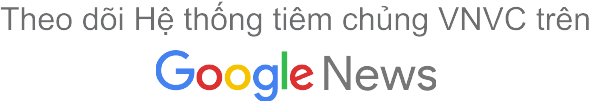 Theo dõi Hệ thống tiêm chủng VNVC trên
Google News